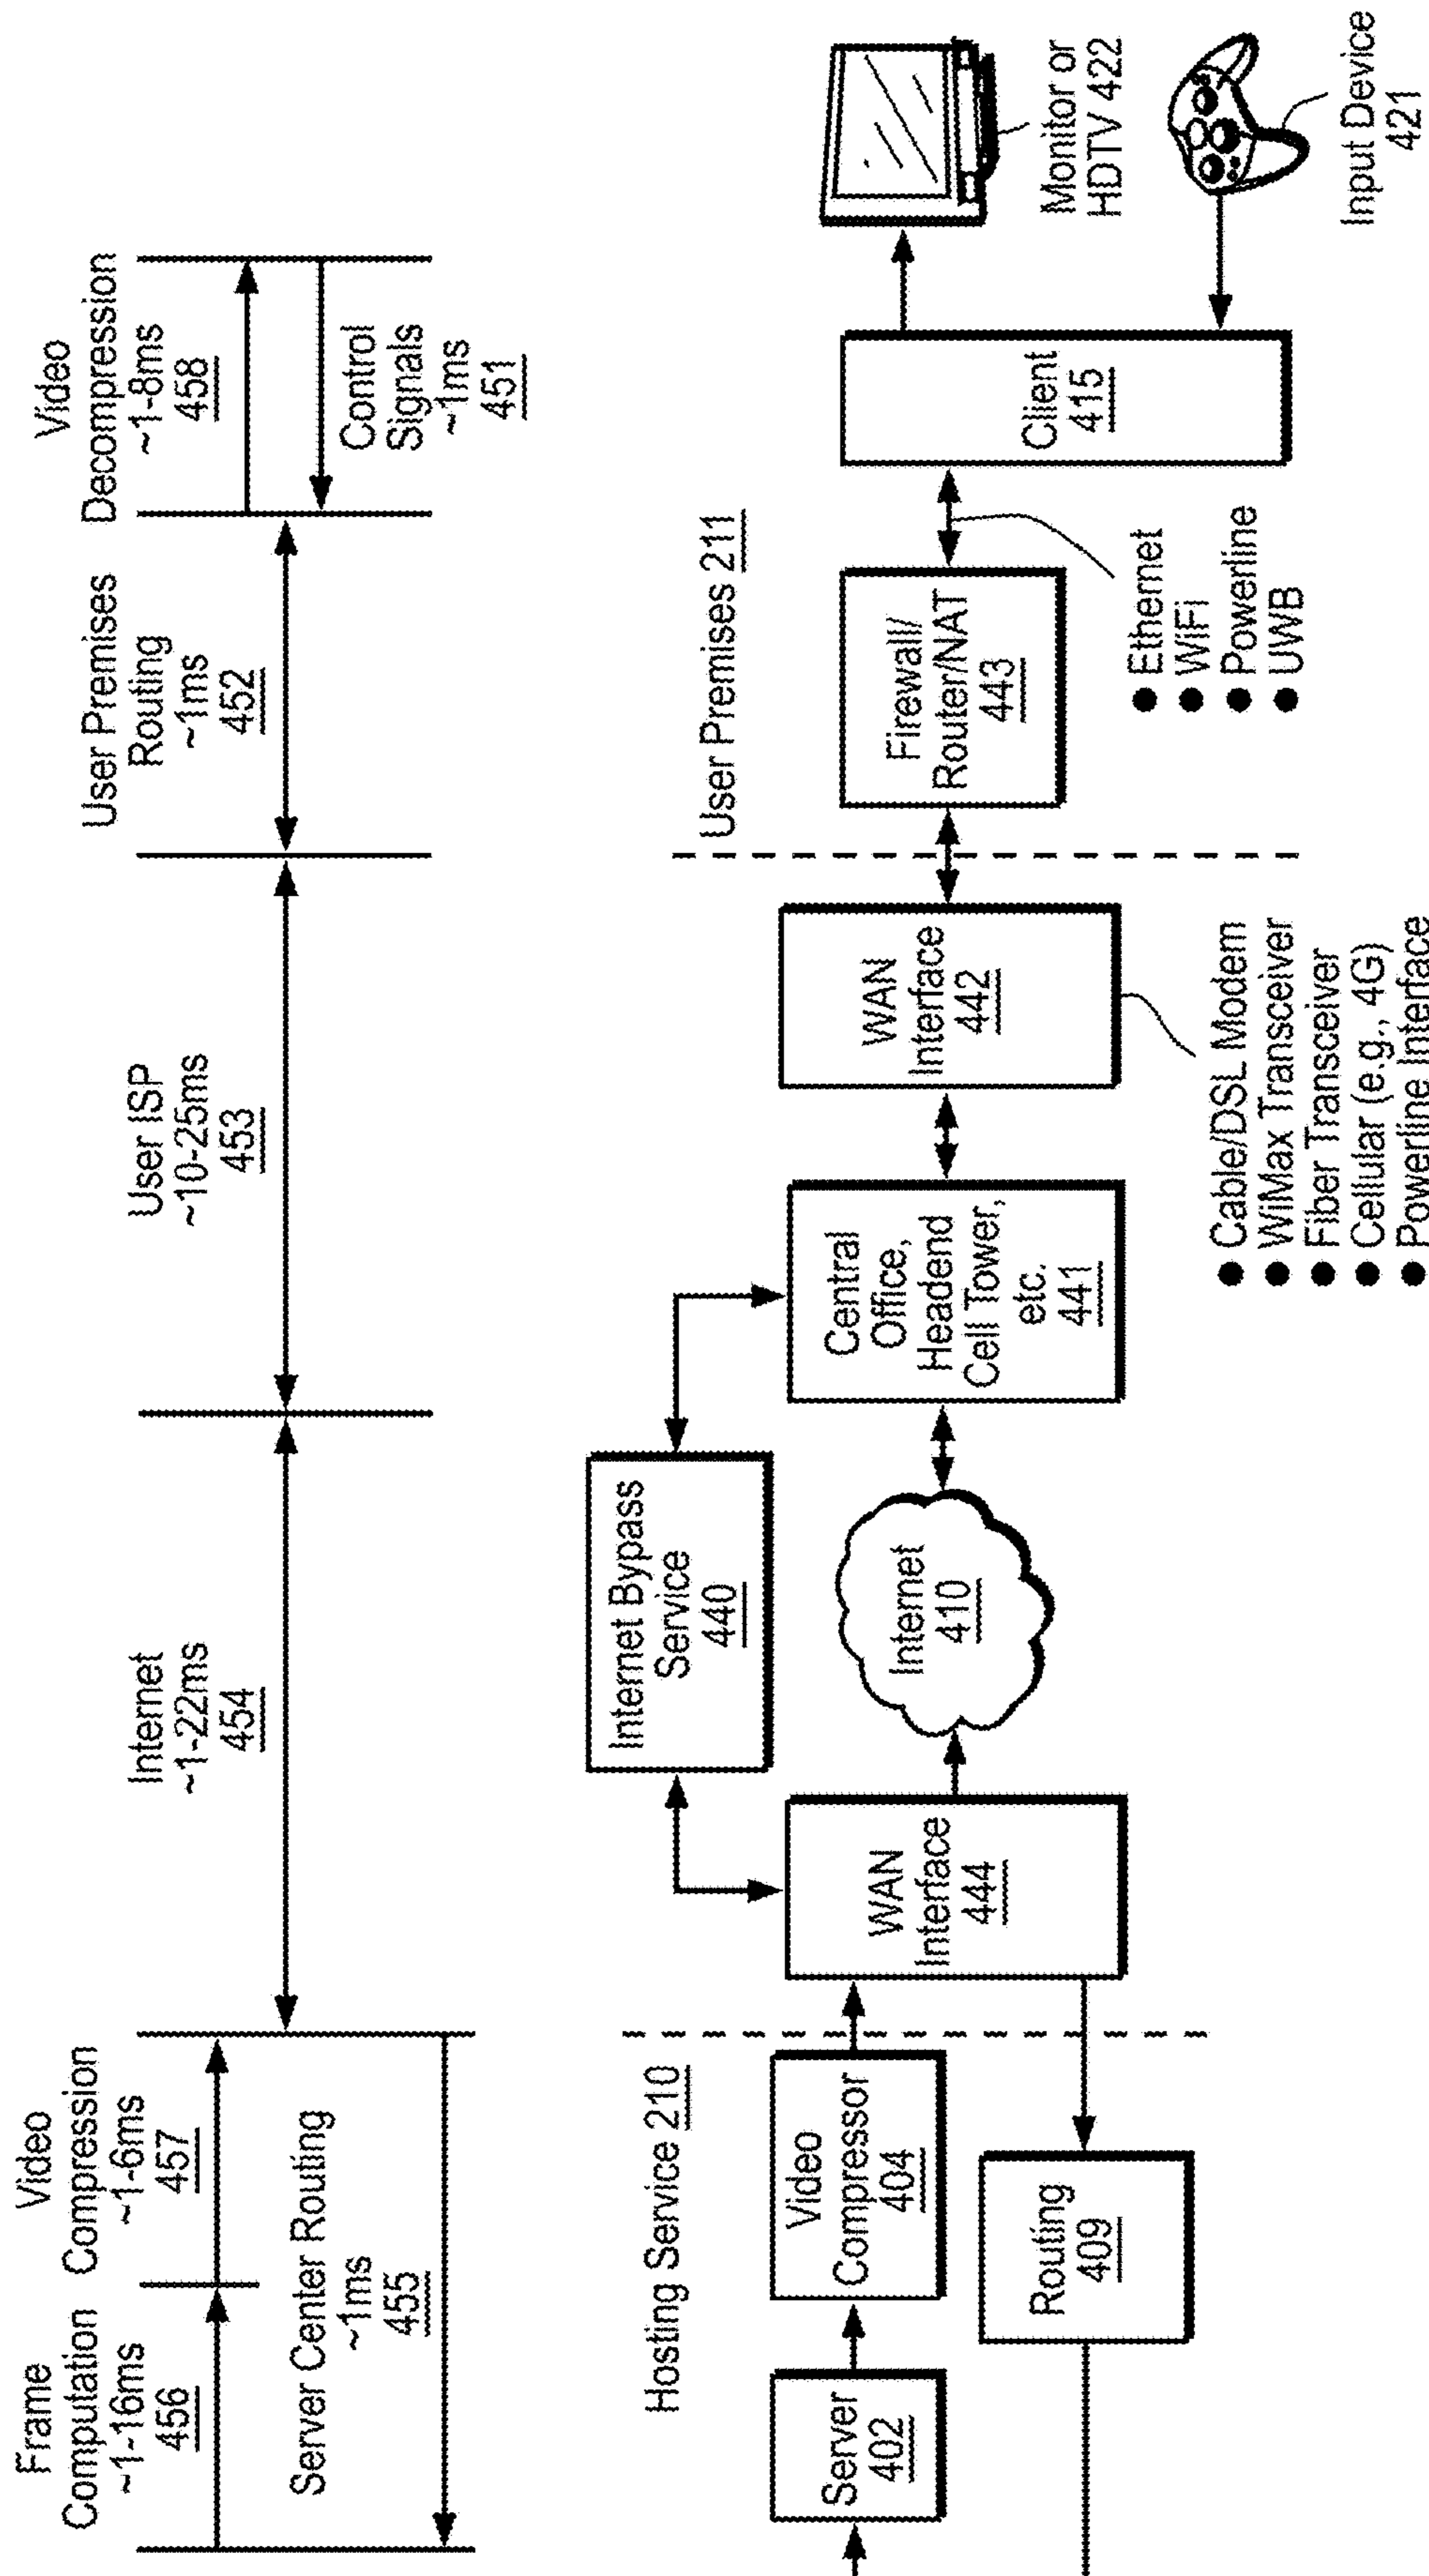 Frame
Computation
~1-16ms
456
Video
Compression
~1-6ms
457
Server Center Routing
~1ms
455
Internet
~1-22ms
454
User ISP
~10-25ms
453
User Premises
Routing
~1ms
452
Video
Decompression
~1-8ms
458
Control
Signals
~1ms
451
Hosting Service 210
Server
402
Video
Compressor
404
Routing
409
WAN
Interface
444
Internet Bypass
Service
440
Internet
410
Central
Office,
Headend
Cell Tower,
etc.
441
WAN
Interface
442
● Cable/DSL Modem
● WiMax Transceiver
● Fiber Transceiver
● Cellular (e.g., 4G)
● Powerline Interface
User Premises 211
Firewall/
Router/NAT
443
● Ethernet
● WiFi
● Powerline
● UWB
Client
415
Monitor or
HDTV 422
Input Device
421